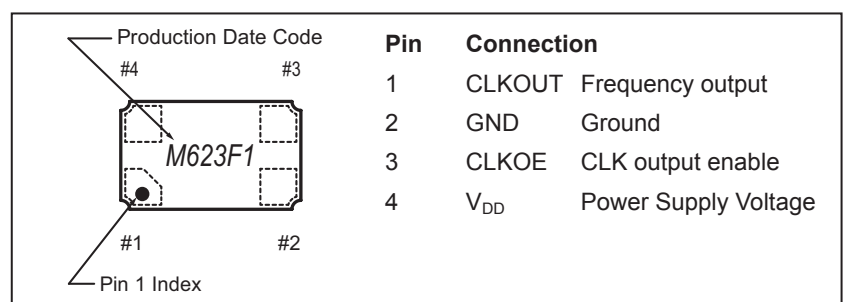 Production Date Code
#4 #3
M623F1
#1 #2
Pin 1 Index
Pin Connection
1 CLKOUT Frequency output
2 GND Ground
3 CLKOE CLK output enable
4 VDD Power Supply Voltage